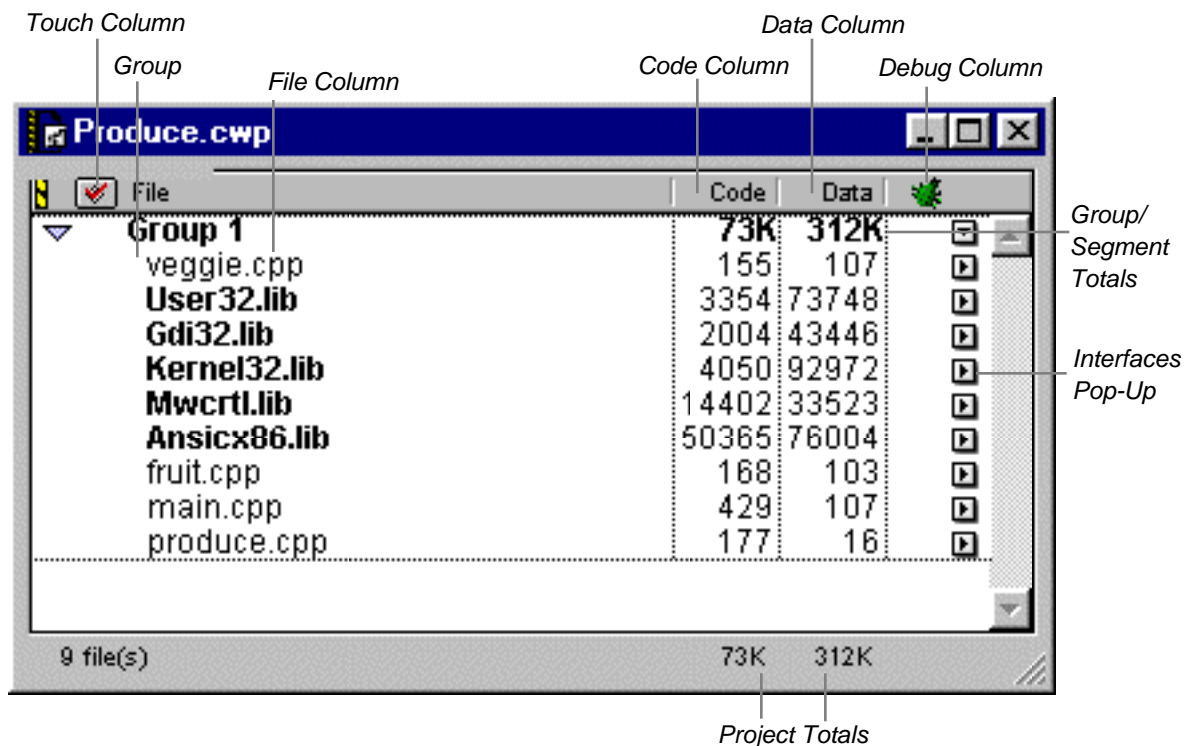 Touch Column
Data Column
Group
File Column
Code Column
Debug Column
Produce.cwp
File Code Data
Group 1 73K 312K
veggie.cpp 155 107
User32.lib 3354 73748
Gdi32.lib 2004 43446
Kernel32.lib 4050 92972
Mwcrtl.lib 14402 33523
Ansicx86.lib 50365 76004
fruit.cpp 168 103
main.cpp 429 107
produce.cpp 177 16
9 file(s) 73K 312K
Group/
Segment
Totals
Interfaces
Pop-Up
Project Totals